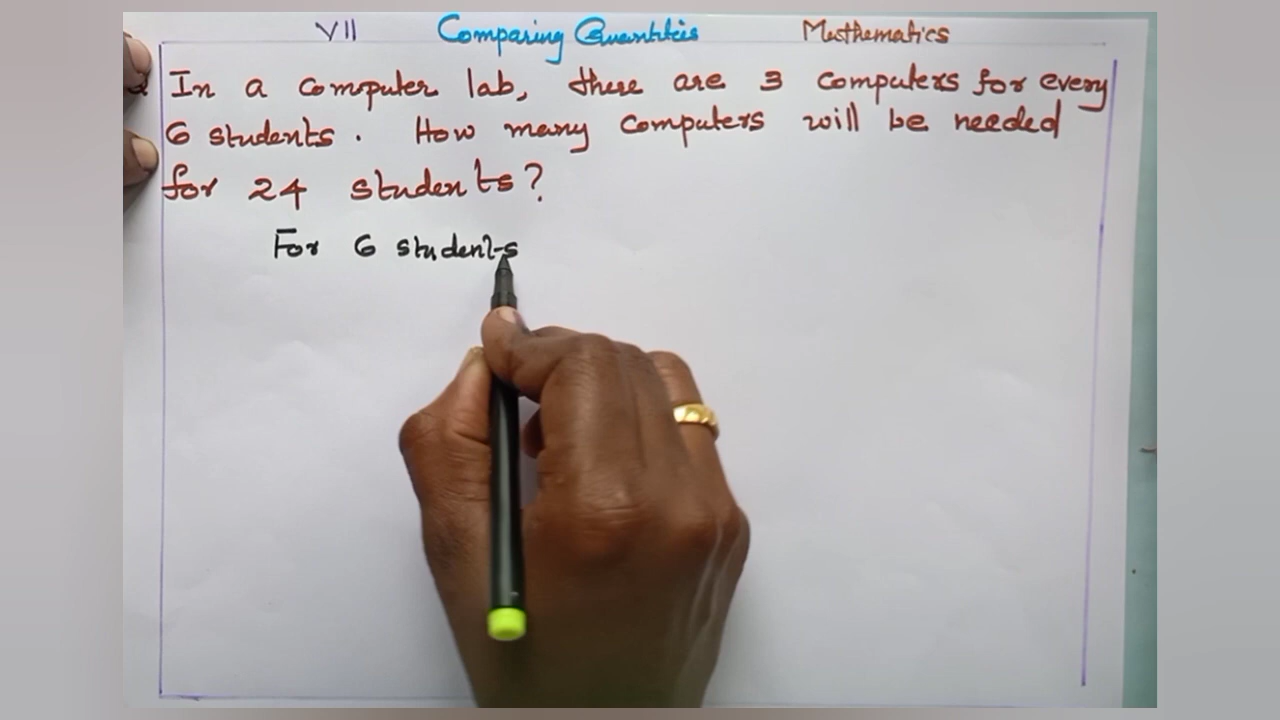 VII Comparing Quantities Mathematics
In a computer lab, there are 3 computers for every
6 students. How many computers will be needed
for 24 students?
For 6 students